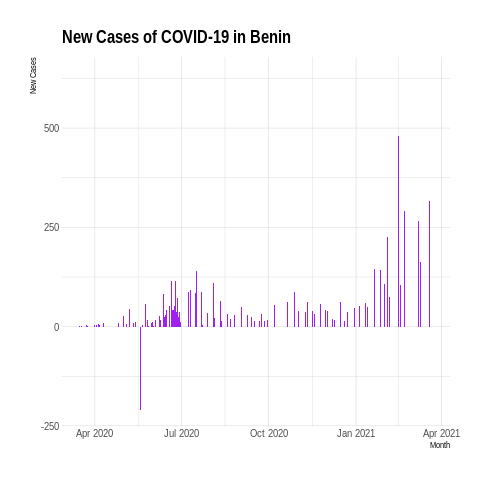 New Cases of COVID-19 in Benin
New Cases
500
250
0
-250
Apr 2020 Jul 2020 Oct 2020 Jan 2021 Apr 2021
Month